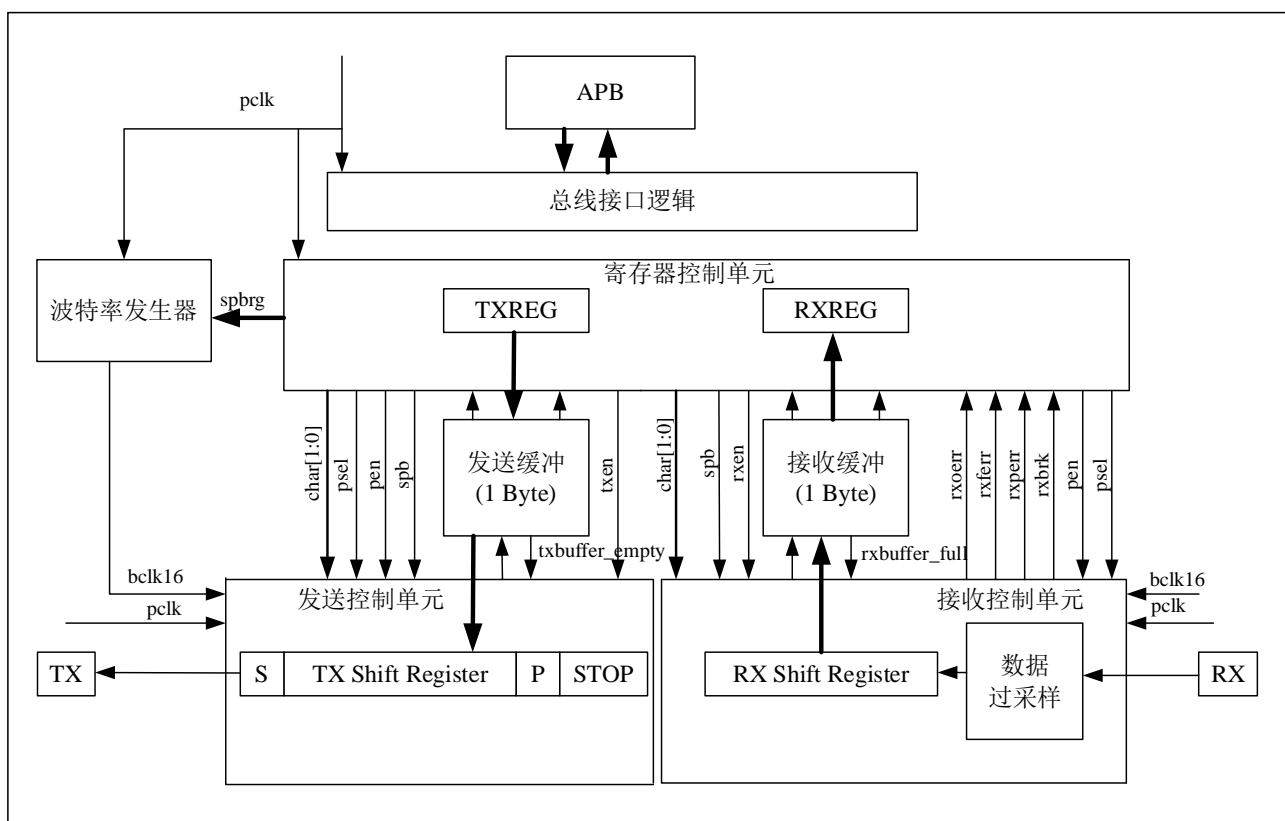 pclk
APB
总线接口逻辑
波特率发生器
spbrg
寄存器控制单元
TXREG
RXREG
char[1:0]
psel
pen
spb
发送缓冲
(1 Byte)
txen
char[1:0]
spb
rxen
接收缓冲
(1 Byte)
rxoerr
rxferr
rxperr
rxbrk
pen
psel
txbuffer_empty
rxbuffer_full
bclk16
pclk
发送控制单元
接收控制单元
bclk16
pclk
TX
S
TX Shift Register
P
STOP
RX Shift Register
数据
过采样
RX